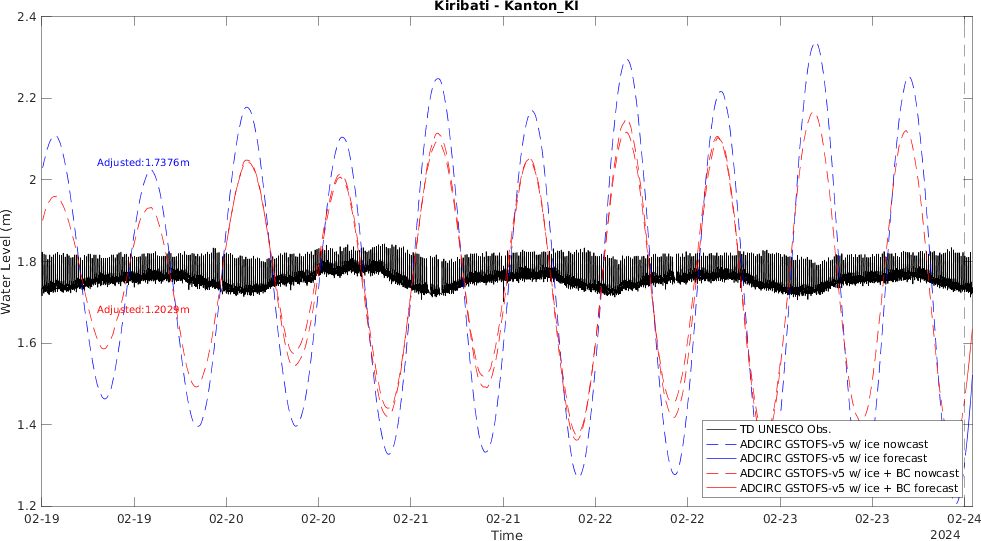 Kiribati - Kanton_KI
2.4
2.2
2
1.8
1.6
1.4
1.2
Water Level (m)
Adjusted:1.7376m
Adjusted:1.2029m
TD UNESCO Obs.
ADCIRC GSTOFS-v5 w/ ice nowcast
ADCIRC GSTOFS-v5 w/ ice forecast
ADCIRC GSTOFS-v5 w/ ice + BC nowcast
ADCIRC GSTOFS-v5 w/ ice + BC forecast
02-19 02-19 02-20 02-20 02-21 02-21 02-22 02-22 02-23 02-23 02-24
2024
Time